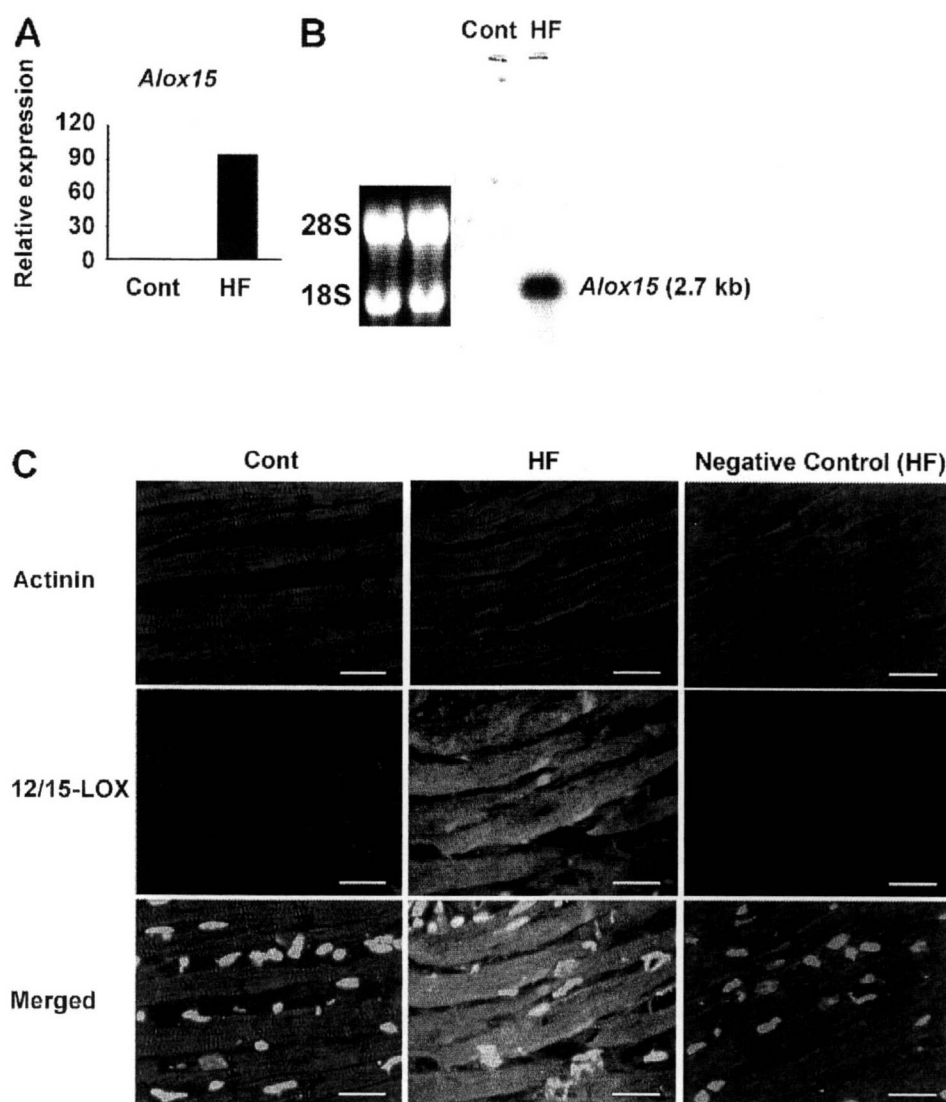 A
Alox15
Relative expression
120
90
60
30
0
Cont HF
B
Cont HF
28S
18S
Alox15 (2.7 kb)
C
Cont HF Negative Control (HF)
Actinin
12/15-LOX
Merged